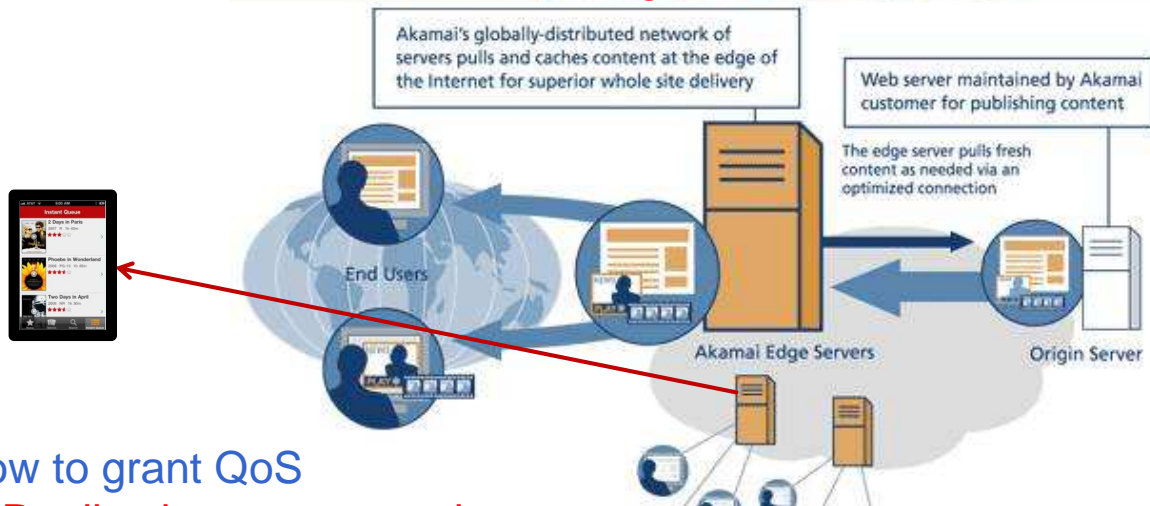 Akamai's globally-distributed network of
servers pulls and caches content at the edge of
the Internet for superior whole site delivery
Web server maintained by Akamai
customer for publishing content
The edge server pulls fresh
content as needed via an
optimized connection
Instant Queue
2 Days in Paris
Phoebe in Wonderland
Two Days in April
End Users
NEWS
PLAY
Akamai Edge Servers
Origin Server
ow to grant QoS